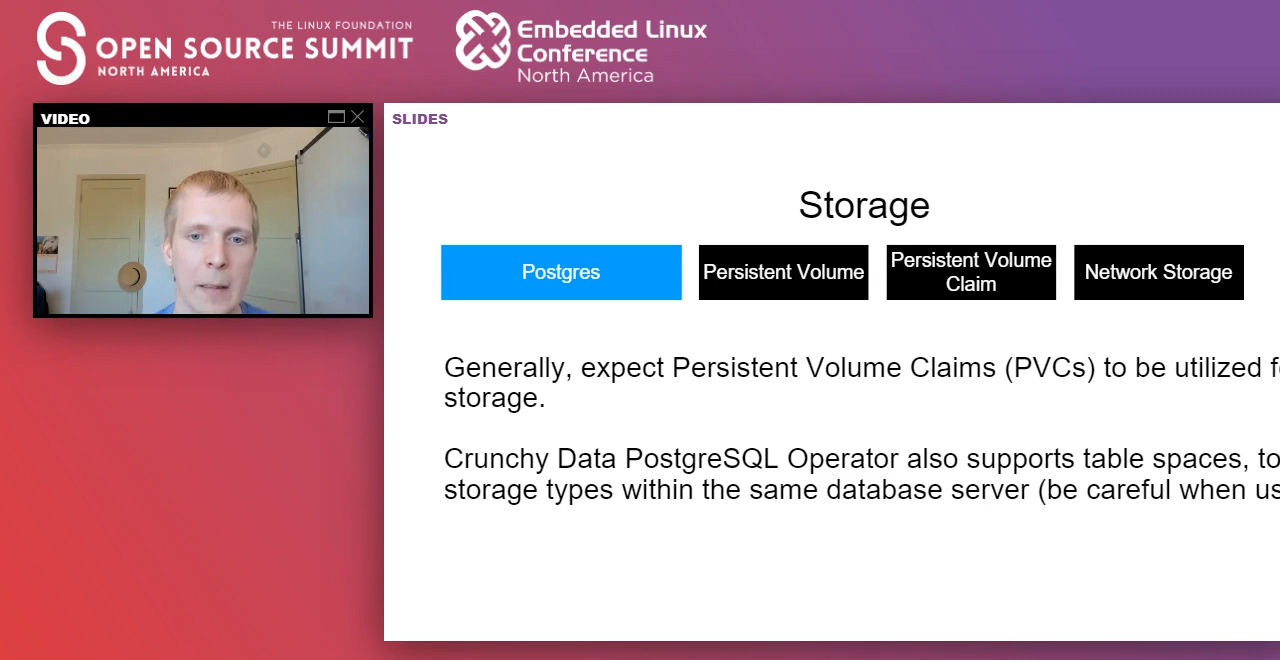 THE LINUX FOUNDATION
OPEN SOURCE SUMMIT
NORTH AMERICA
Embedded Linux
Conference
North America
VIDEO
SLIDES
Storage
Postgres
Persistent Volume
Persistent Volume
Claim
Network Storage
Generally, expect Persistent Volume Claims (PVCs) to be utilized
storage.
Crunchy Data PostgreSQL Operator also supports table spaces, to
storage types within the same database server (be careful when